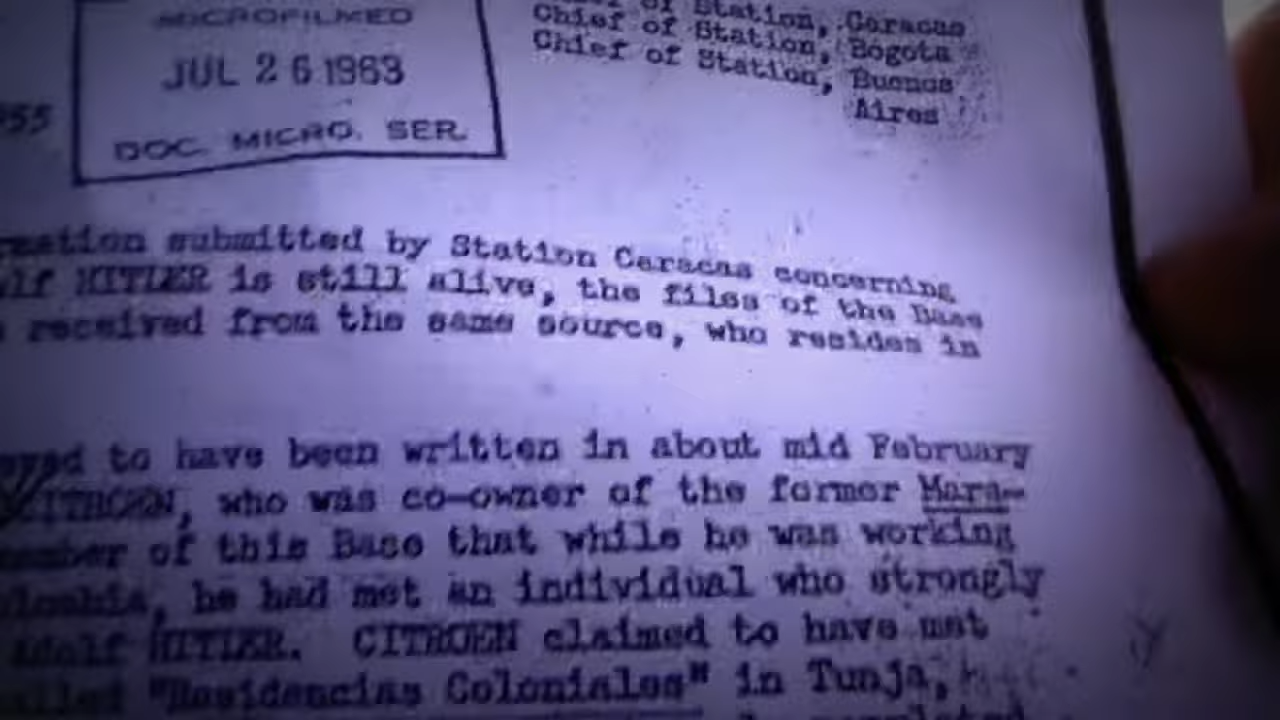 MICROFILMED
JUL 26 1963
DOC. MICRO. SER.
of Station, Caracas
Chief of Station, Bogota
Chief of Station, Buenos
Aires
submitted by Station Caracas concerning
HITLER is still alive, the files of the Base
received from the same source, who resides in
to have been written in about mid February
CITROEN, who was co-owner of the former Mara-
of this Base that while he was working
he had met an individual who strongly
Adolf HITLER. CITROEN claimed to have met
"Residencias Coloniales" in Tunja,